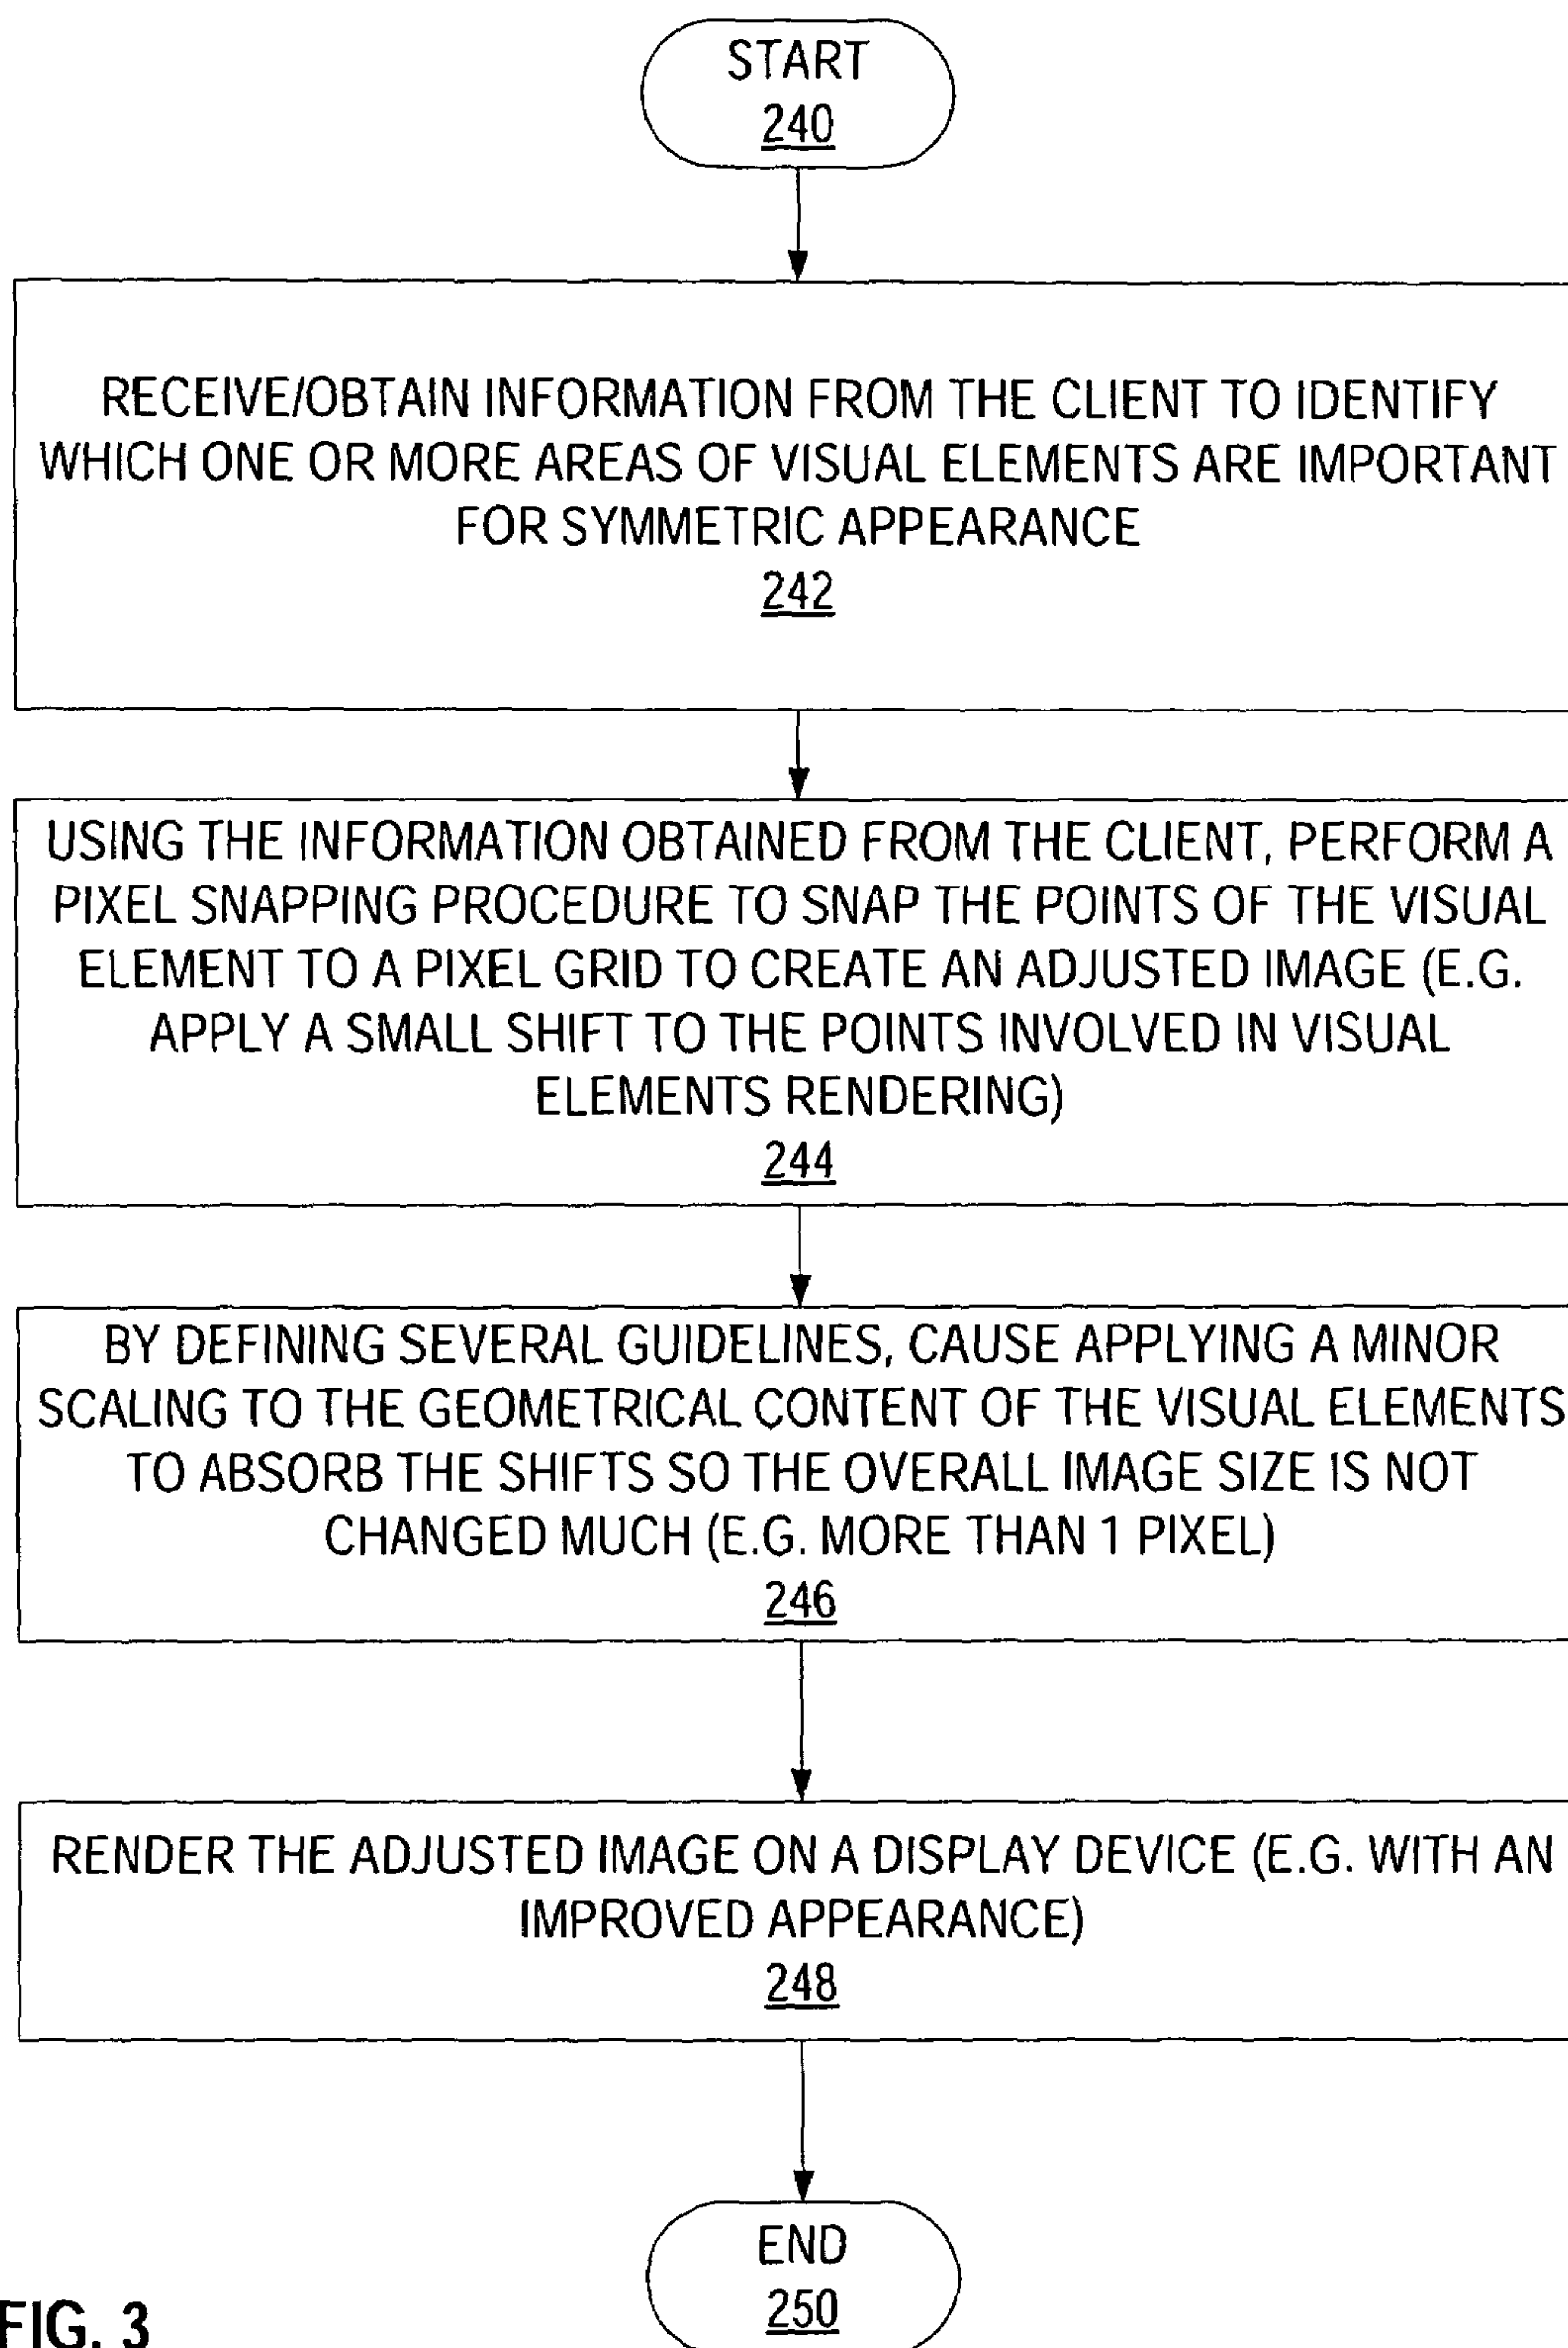 START
240
RECEIVE/OBTAIN INFORMATION FROM THE CLIENT TO IDENTIFY
WHICH ONE OR MORE AREAS OF VISUAL ELEMENTS ARE IMPORTANT
FOR SYMMETRIC APPEARANCE
242
USING THE INFORMATION OBTAINED FROM THE CLIENT, PERFORM A
PIXEL SNAPPING PROCEDURE TO SNAP THE POINTS OF THE VISUAL
ELEMENT TO A PIXEL GRID TO CREATE AN ADJUSTED IMAGE (E.G.
APPLY A SMALL SHIFT TO THE POINTS INVOLVED IN VISUAL
ELEMENTS RENDERING)
244
BY DEFINING SEVERAL GUIDELINES, CAUSE APPLYING A MINOR
SCALING TO THE GEOMETRICAL CONTENT OF THE VISUAL ELEMENTS
TO ABSORB THE SHIFTS SO THE OVERALL IMAGE SIZE IS NOT
CHANGED MUCH (E.G. MORE THAN 1 PIXEL)
246
RENDER THE ADJUSTED IMAGE ON A DISPLAY DEVICE (E.G. WITH AN
IMPROVED APPEARANCE)
248
END
250
FIG. 3